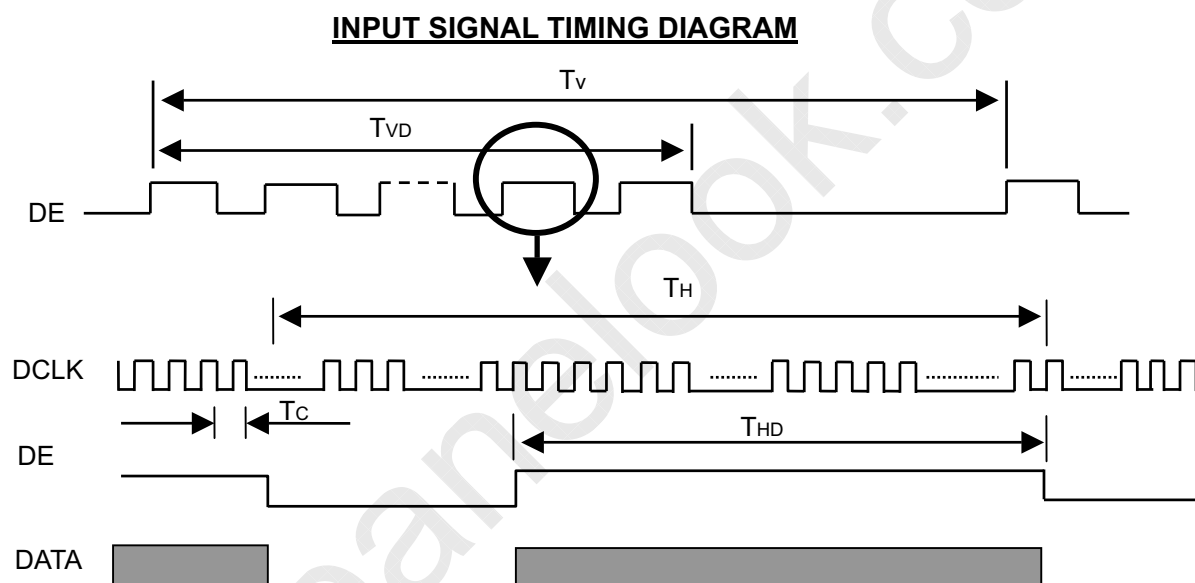 INPUT SIGNAL TIMING DIAGRAM
Tv
TVD
DE
TH
DCLK
TC
THD
DE
DATA